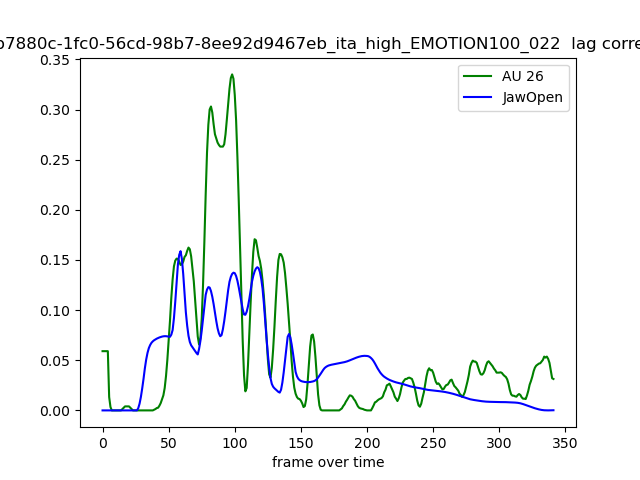 b7880c-1fc0-56cd-98b7-8ee92d9467eb_ita_high_EMOTION100_022 lag corre
AU 26
JawOpen
0.35
0.30
0.25
0.20
0.15
0.10
0.05
0.00
0 50 100 150 200 250 300 350
frame over time